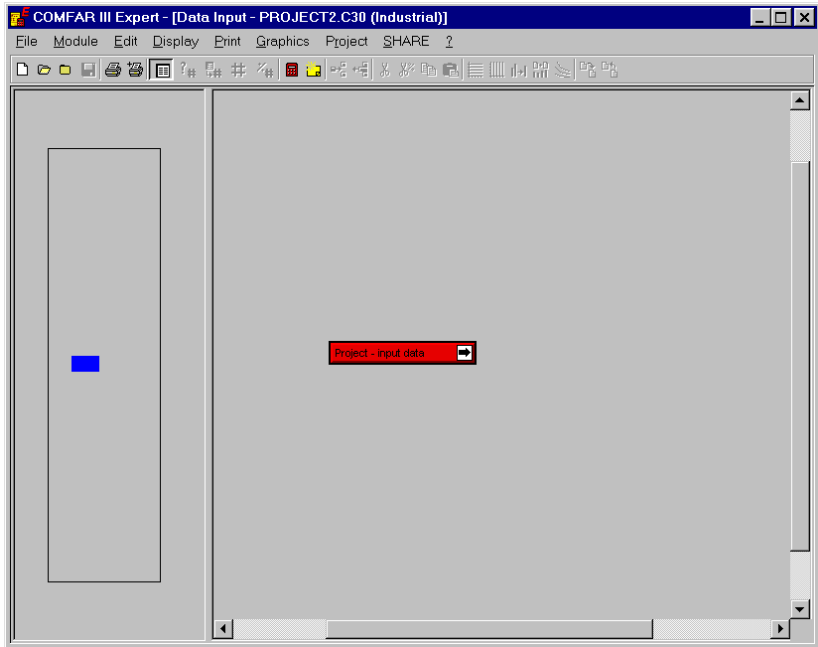 COMFAR III Expert - [Data Input - PROJECT2.C30 (Industrial)]
File Module Edit Display Print Graphics Project SHARE ?
Project - input data